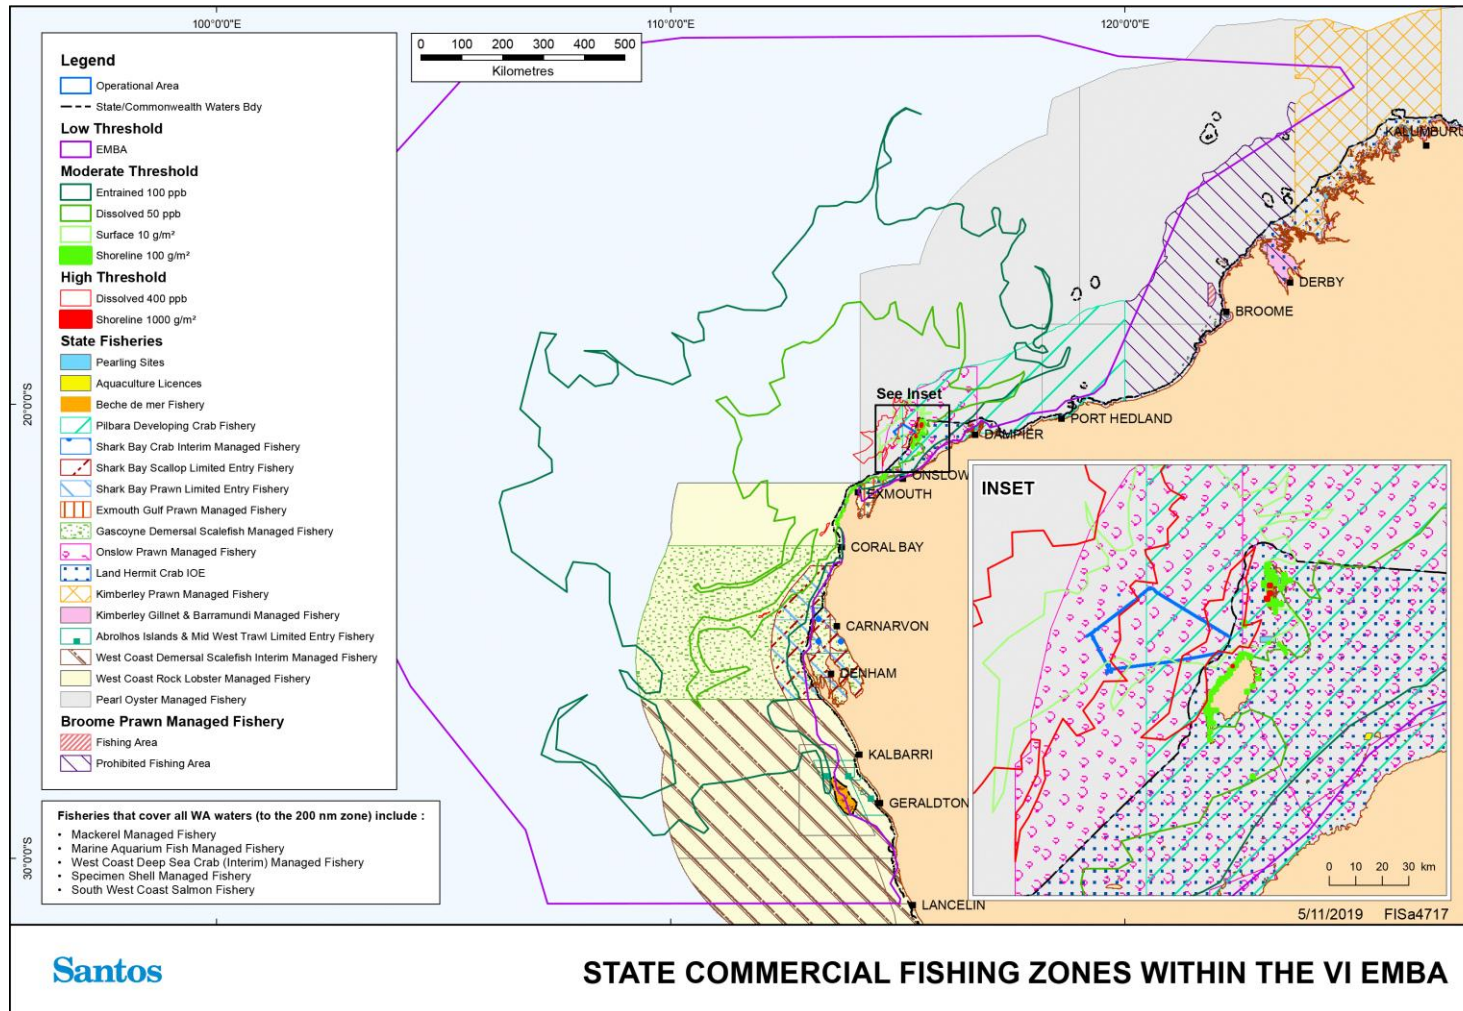 100°0'0"E
110°0'0"E
120°0'0"E
0 100 200 300 400 500
Kilometres
Legend
Operational Area
State/Commonwealth Waters Bdy
Low Threshold
EMBA
Moderate Threshold
Entrained 100 ppb
Dissolved 50 ppb
Surface 10 g/m²
Shoreline 100 g/m²
High Threshold
Dissolved 400 ppb
Shoreline 1000 g/m²
State Fisheries
Pearling Sites
Aquaculture Licences
Beche de mer Fishery
Pilbara Developing Crab Fishery
Shark Bay Crab Interim Managed Fishery
Shark Bay Scallop Limited Entry Fishery
Shark Bay Prawn Limited Entry Fishery
Exmouth Gulf Prawn Managed Fishery
Gascoyne Demersal Scalefish Managed Fishery
Onslow Prawn Managed Fishery
Land Hermit Crab IOE
Kimberley Prawn Managed Fishery
Kimberley Gillnet & Barramundi Managed Fishery
Abrolhos Islands & Mid West Trawl Limited Entry Fishery
West Coast Demersal Scalefish Interim Managed Fishery
West Coast Rock Lobster Managed Fishery
Pearl Oyster Managed Fishery
Broome Prawn Managed Fishery
Fishing Area
Prohibited Fishing Area
Fisheries that cover all WA waters (to the 200 nm zone) include :
• Mackerel Managed Fishery
• Marine Aquarium Fish Managed Fishery
• West Coast Deep Sea Crab (Interim) Managed Fishery
• Specimen Shell Managed Fishery
• South West Coast Salmon Fishery
20°0'0"S
30°0'0"S
KALUMBURU
DERBY
BROOME
See Inset
PORT HEDLAND
DAMPIER
ONSLOW
EXMOUTH
CORAL BAY
CARNARVON
DENHAM
KALBARRI
GERALDTON
LANCELIN
INSET
0 10 20 30 km
5/11/2019 FISa4717
Santos
STATE COMMERCIAL FISHING ZONES WITHIN THE VI EMBA